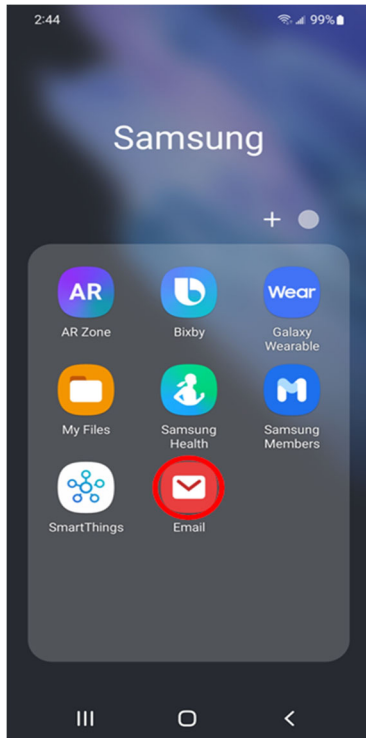 2:44
99%
Samsung
AR
Wear
AR Zone
Bixby
Galaxy
Wearable
My Files
Samsung
Health
Samsung
Members
SmartThings
Email